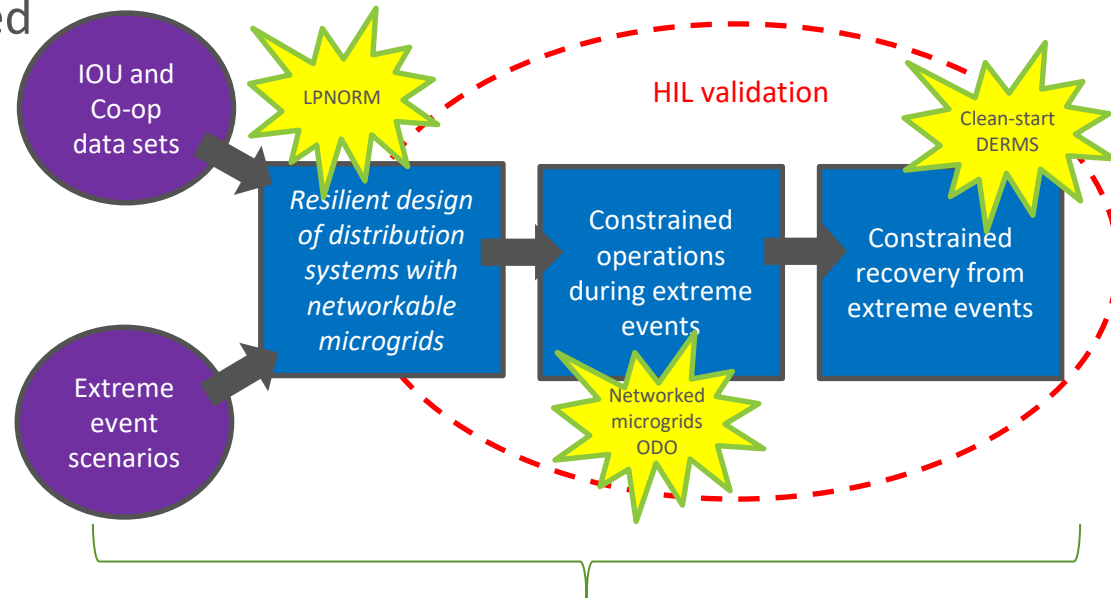 ed
IOU and
Co-op
data sets
LPNORM
HIL validation
Clean-start
DERMS
Resilient design
of distribution
systems with
networkable
microgrids
Constrained
operations
during extreme
events
Constrained
recovery from
extreme events
Networked
microgrids
ODO
Extreme
event
scenarios